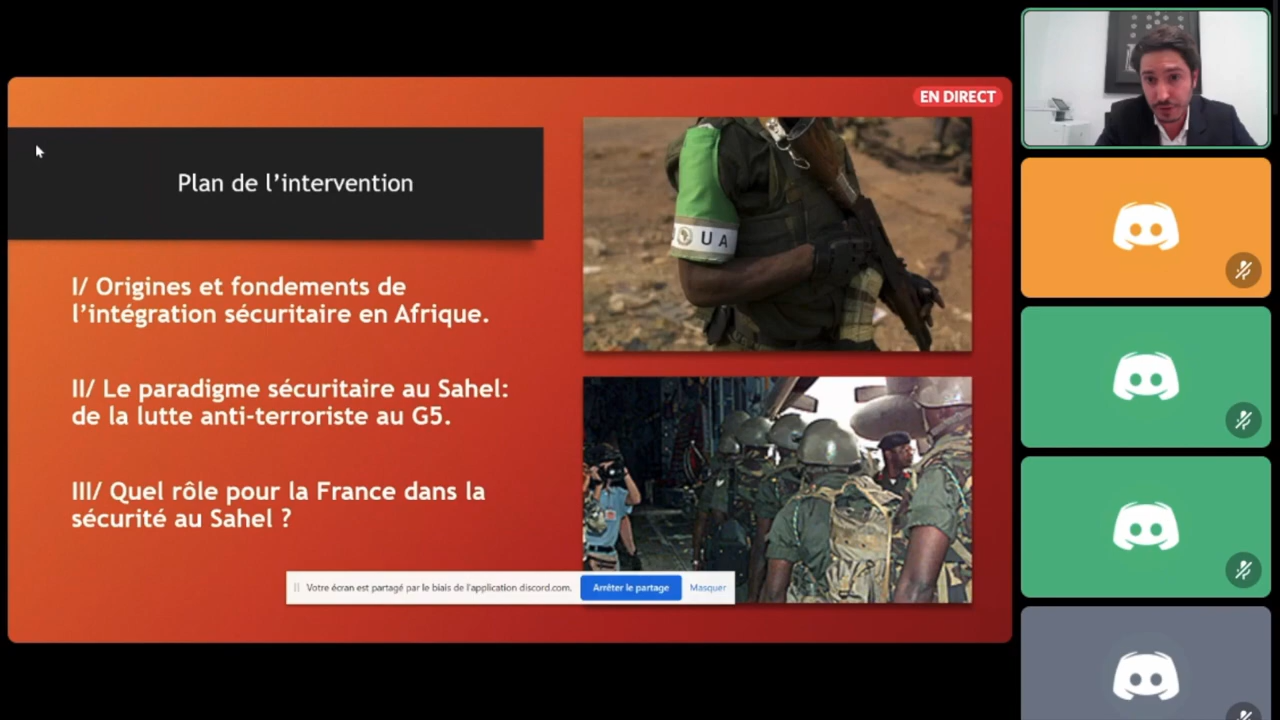 EN DIRECT
Plan de l’intervention
I/ Origines et fondements de
l’intégration sécuritaire en Afrique.
II/ Le paradigme sécuritaire au Sahel:
de la lutte anti-terroriste au G5.
III/ Quel rôle pour la France dans la
sécurité au Sahel ?
U A
Votre écran est partagé par le biais de l'application discord.com.
Arrêter le partage
Masquer